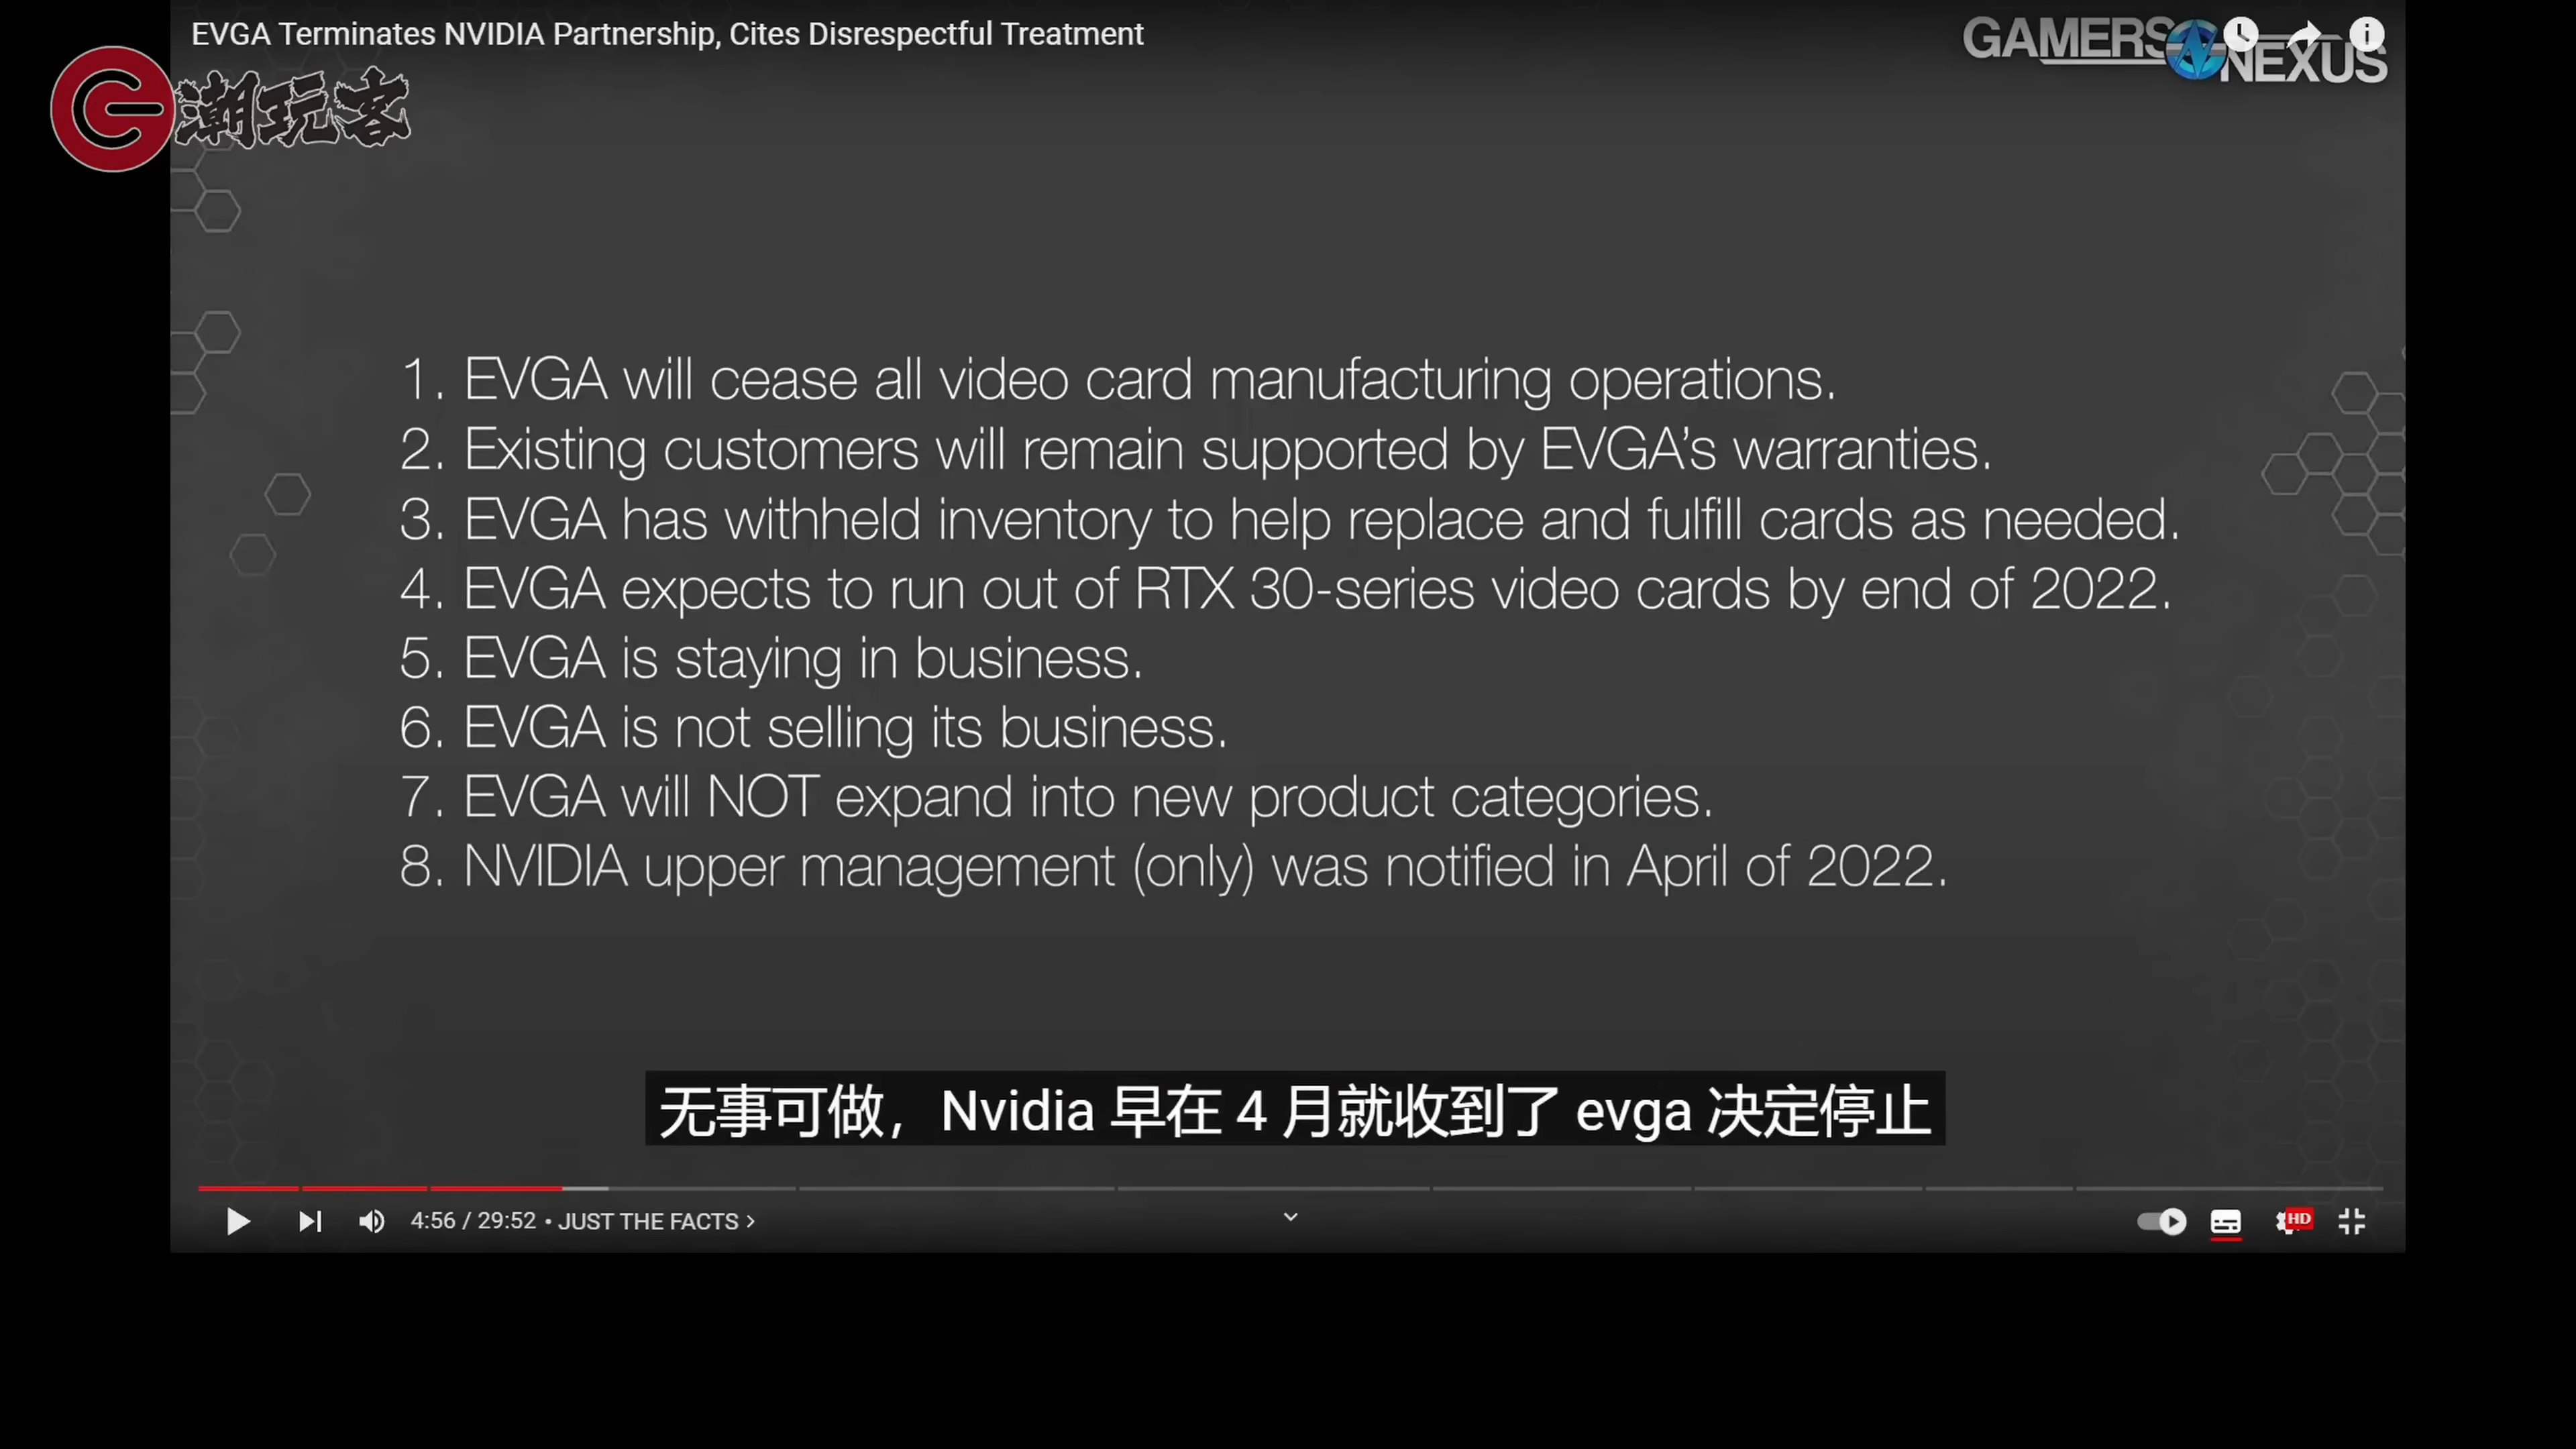 EVGA Terminates NVIDIA Partnership, Cites Disrespectful Treatment
GAMERS NEXUS
潮玩客
1. EVGA will cease all video card manufacturing operations.
2. Existing customers will remain supported by EVGA’s warranties.
3. EVGA has withheld inventory to help replace and fulfill cards as needed.
4. EVGA expects to run out of RTX 30-series video cards by end of 2022.
5. EVGA is staying in business.
6. EVGA is not selling its business.
7. EVGA will NOT expand into new product categories.
8. NVIDIA upper management (only) was notified in April of 2022.
无事可做，Nvidia 早在 4 月就收到了 evga 决定停止
4:56 / 29:52 • JUST THE FACTS >
HD